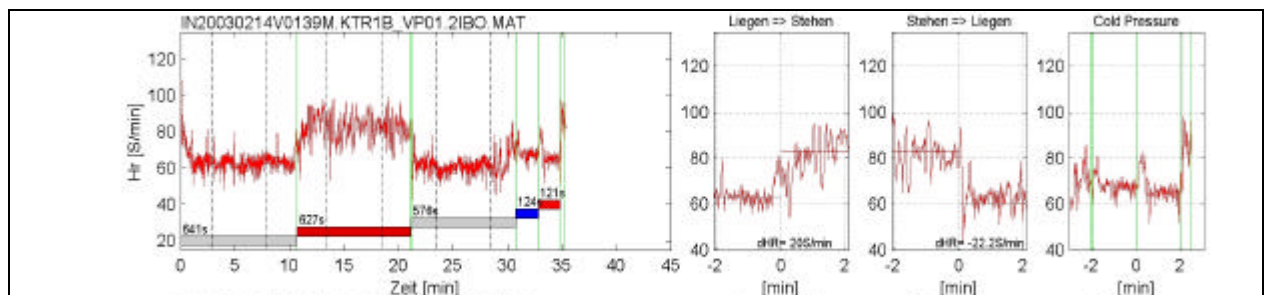 IN20030214V0139M.KTR1B_VP01.2IBO.MAT
Hr [S/min]
120
100
80
60
40
20
641s
627s
576s
124s
121s
0 5 10 15 20 25 30 35 40 45
Zeit [min]
Liegen => Stehen
120
100
80
60
40
dHR= 20S/min
-2 0 2
[min]
Stehen => Liegen
120
100
80
60
40
dHR= -22.2S/min
-2 0 2
[min]
Cold Pressure
120
100
80
60
40
-2 0 2
[min]